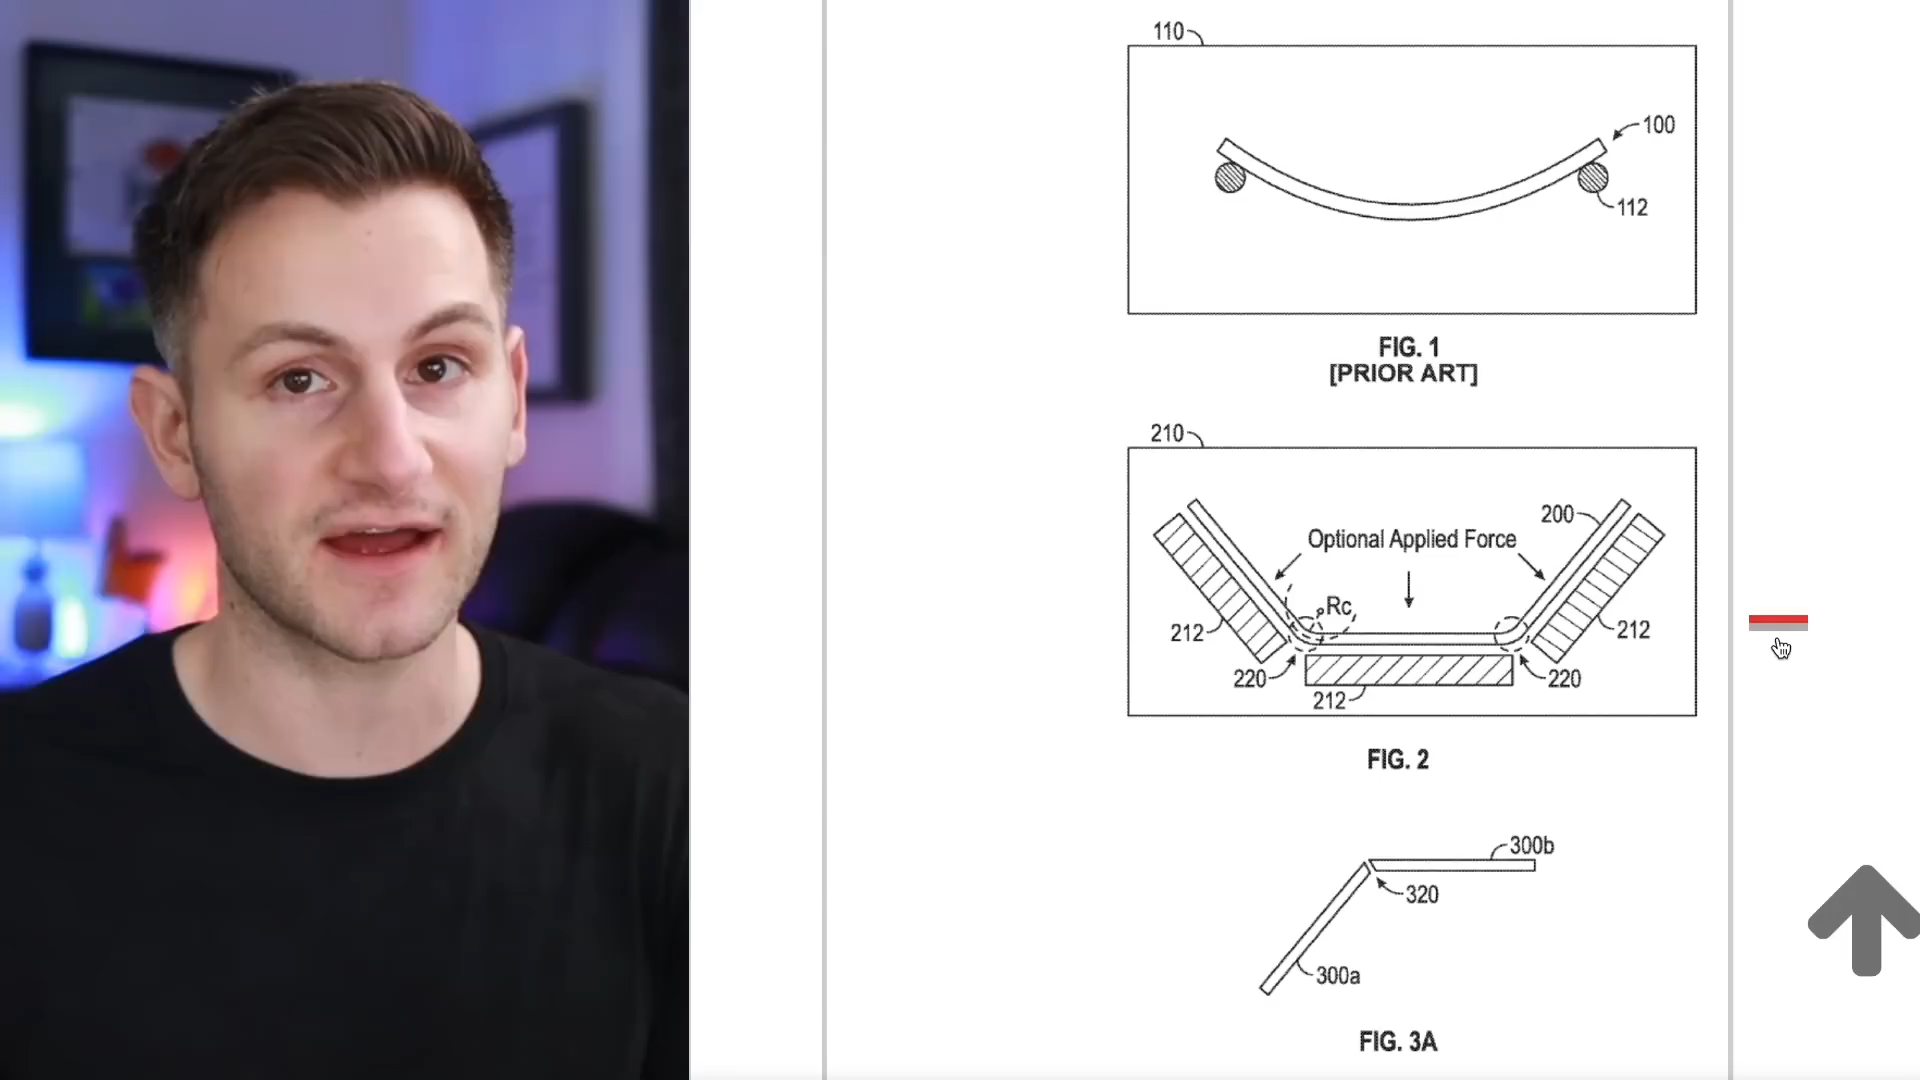 110
100
112
FIG. 1
[PRIOR ART]
210
200
Optional Applied Force
Rc
212
212
220
220
212
FIG. 2
300b
320
300a
FIG. 3A